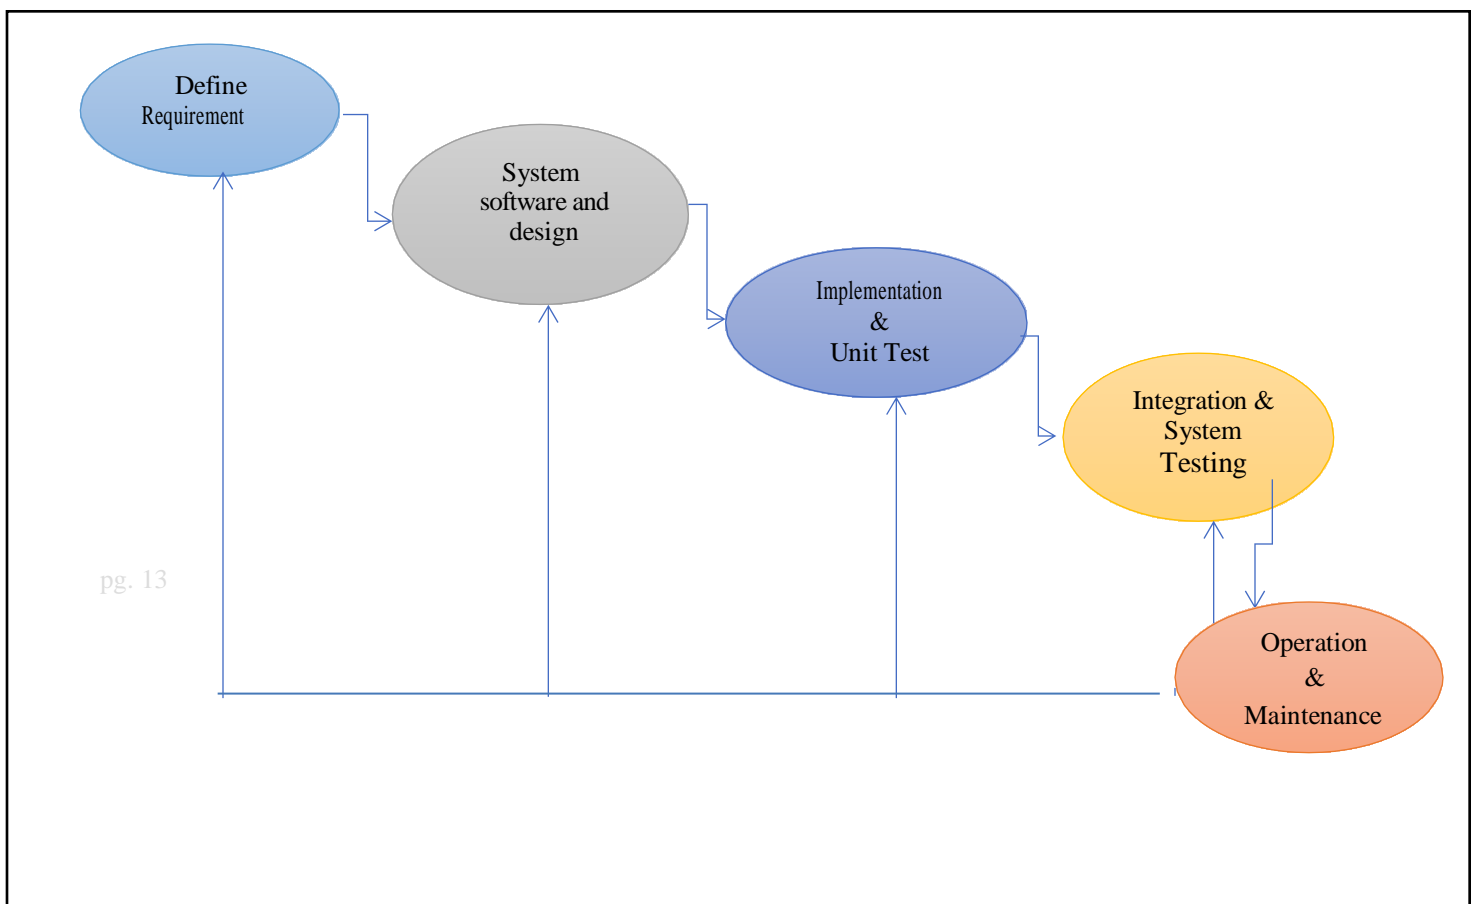 Define
Requirement
System
software and
design
Implementation
&
Unit Test
Integration &
System
Testing
pg. 13
Operation
&
Maintenance